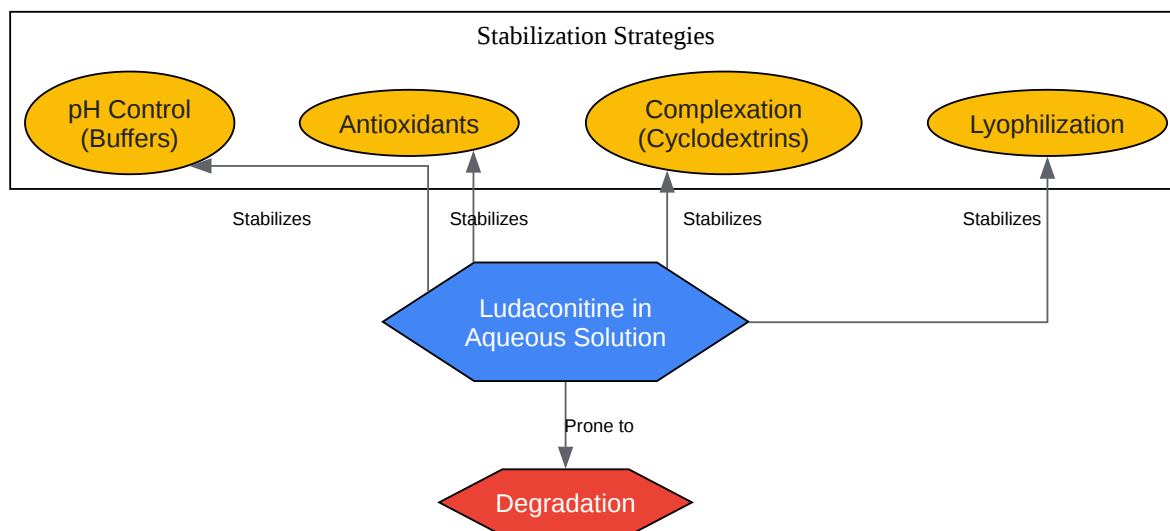 Stabilization Strategies
pH Control
(Buffers)
Antioxidants
Complexation
(Cyclodextrins)
Lyophilization
Stabilizes
Stabilizes
Stabilizes
Stabilizes
Ludaconitine in
Aqueous Solution
Prone to
Degradation